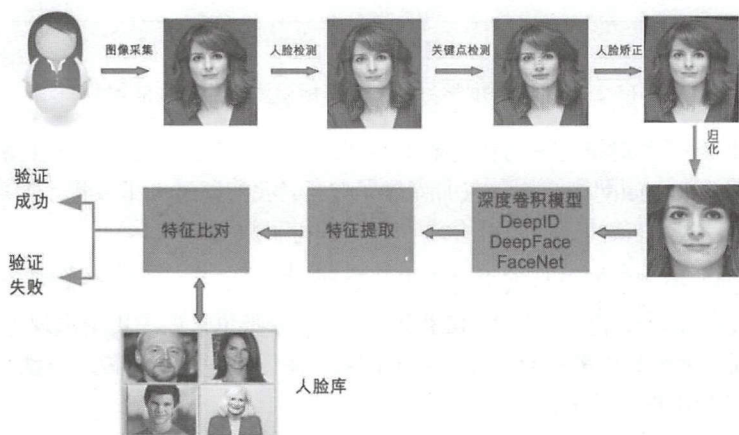 图像采集
人脸检测
关键点检测
人脸矫正
归化
深度卷积模型
DeepID
DeepFace
FaceNet
特征提取
特征比对
验证
成功
验证
失败
人脸库